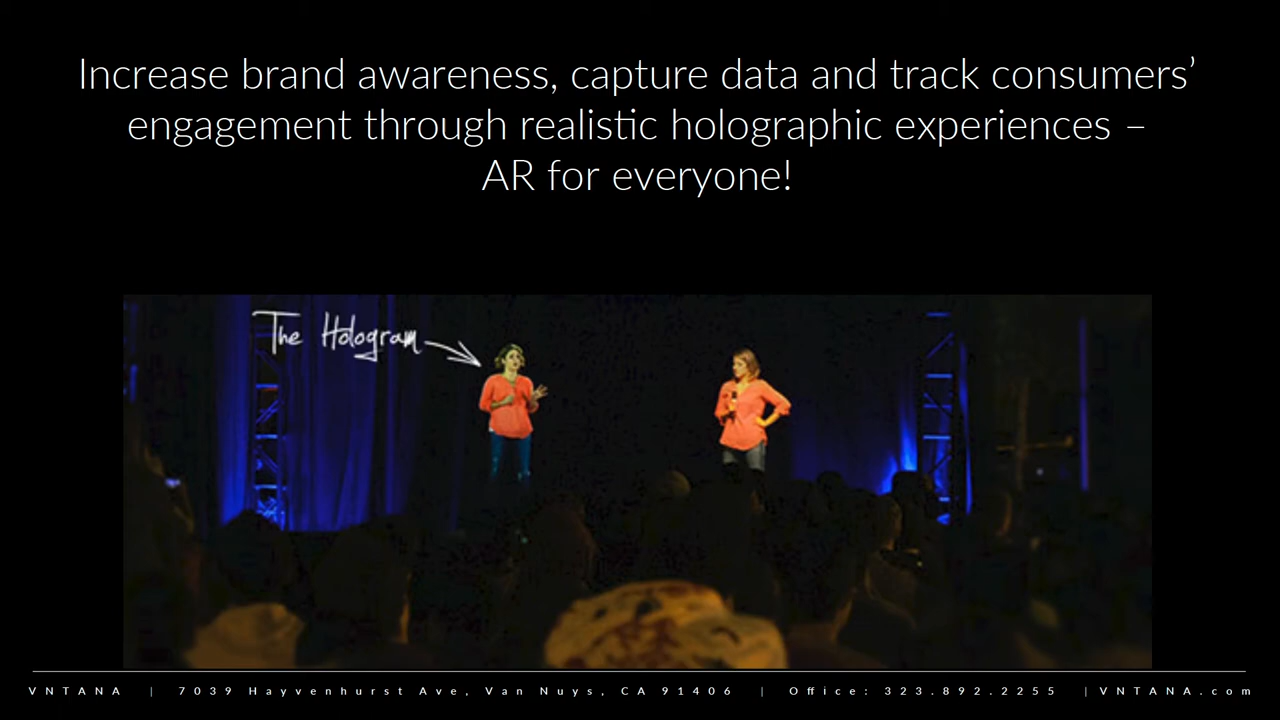 Increase brand awareness, capture data and track consumers’
engagement through realistic holographic experiences –
AR for everyone!
The Hologram
VNTANA | 7039 Hayvenhurst Ave, Van Nuys, CA 91406 | Office: 323.892.2255 | VNTANA.com